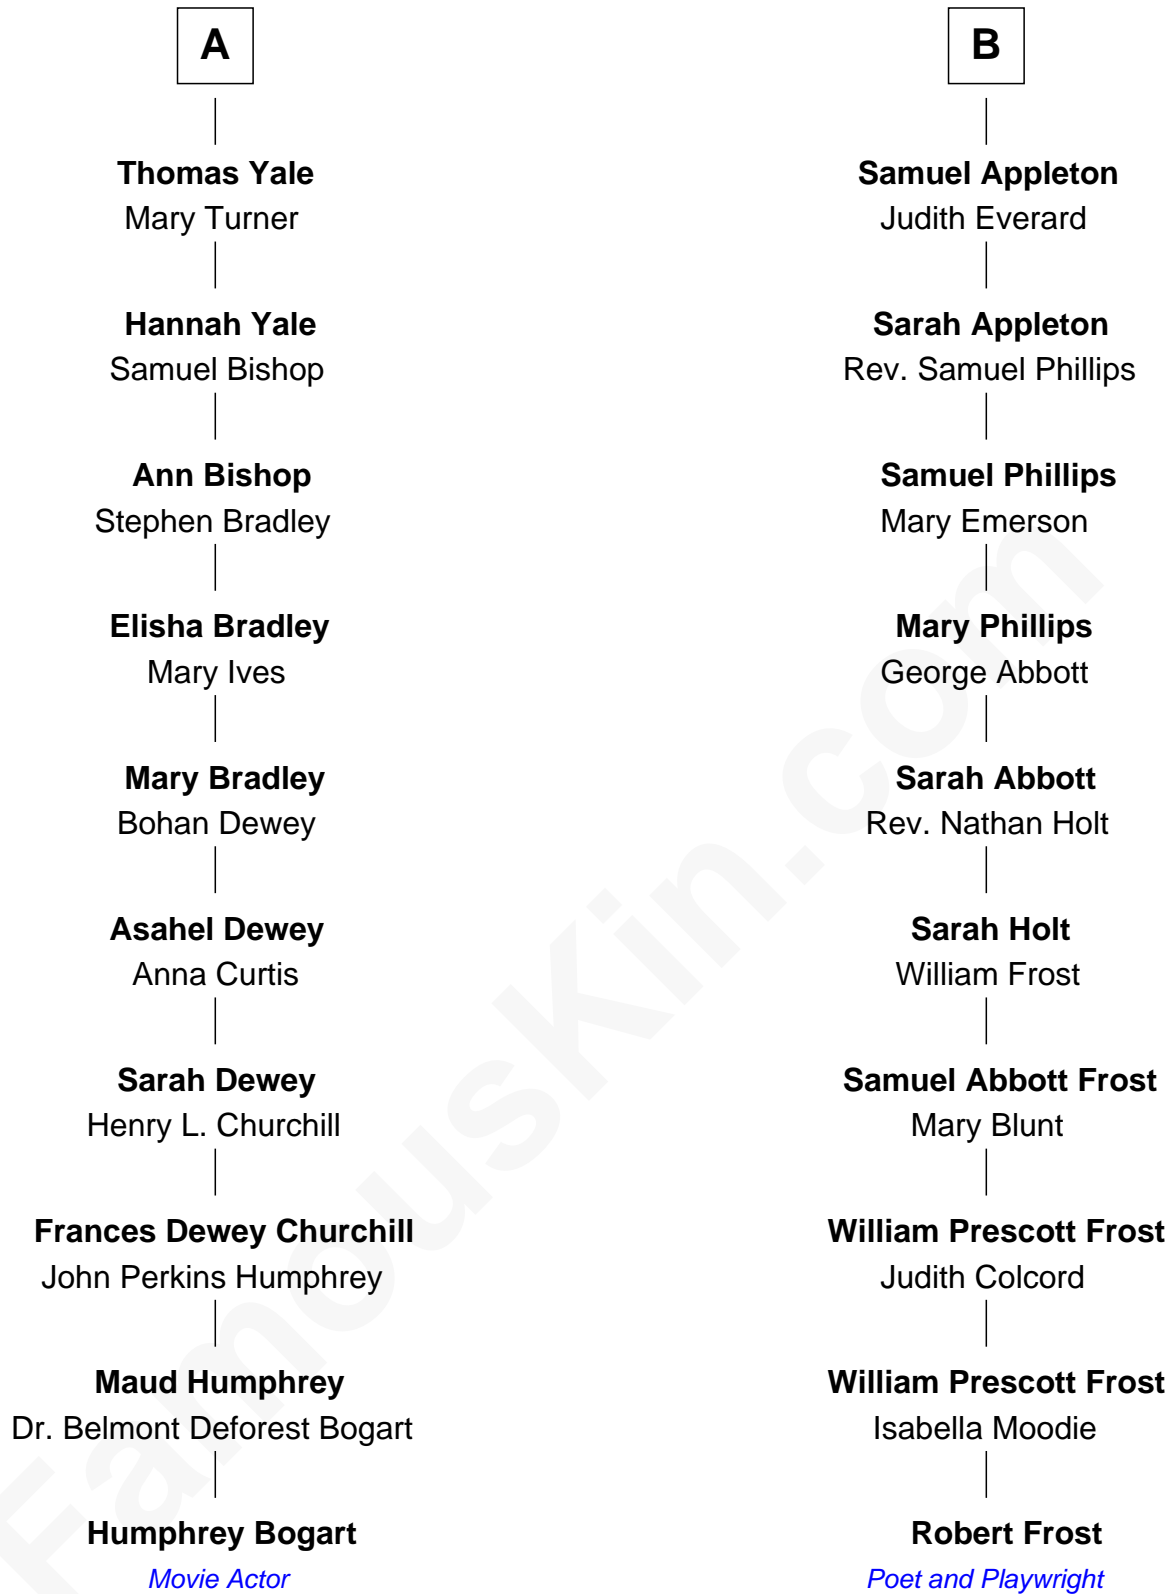 A
Thomas Yale
Mary Turner
Hannah Yale
Samuel Bishop
Ann Bishop
Stephen Bradley
Elisha Bradley
Mary Ives
Mary Bradley
Bohan Dewey
Asahel Dewey
Anna Curtis
Sarah Dewey
Henry L. Churchill
Frances Dewey Churchill
John Perkins Humphrey
Maud Humphrey
Dr. Belmont Deforest Bogart
Humphrey Bogart
Movie Actor
B
Samuel Appleton
Judith Everard
Sarah Appleton
Rev. Samuel Phillips
Samuel Phillips
Mary Emerson
Mary Phillips
George Abbott
Sarah Abbott
Rev. Nathan Holt
Sarah Holt
William Frost
Samuel Abbott Frost
Mary Blunt
William Prescott Frost
Judith Colcord
William Prescott Frost
Isabella Moodie
Robert Frost
Poet and Playwright
FamousKin.com